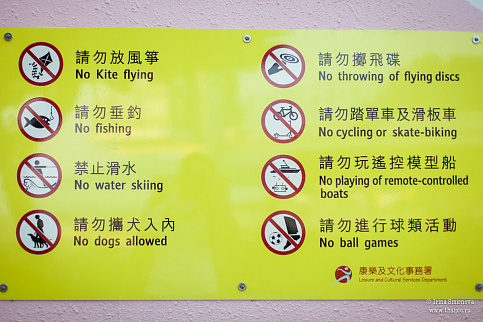 請勿放風箏
No Kite flying
請勿垂釣
No fishing
禁止滑水
No water skiing
請勿攜犬入內
No dogs allowed
請勿擲飛碟
No throwing of flying discs
請勿踏單車及滑板車
No cycling or skate-biking
請勿玩遙控模型船
No playing of remote-controlled
boats
請勿進行球類活動
No ball games
康樂及文化事務署
Leisure and Cultural Services Department
© Irina Smirnova